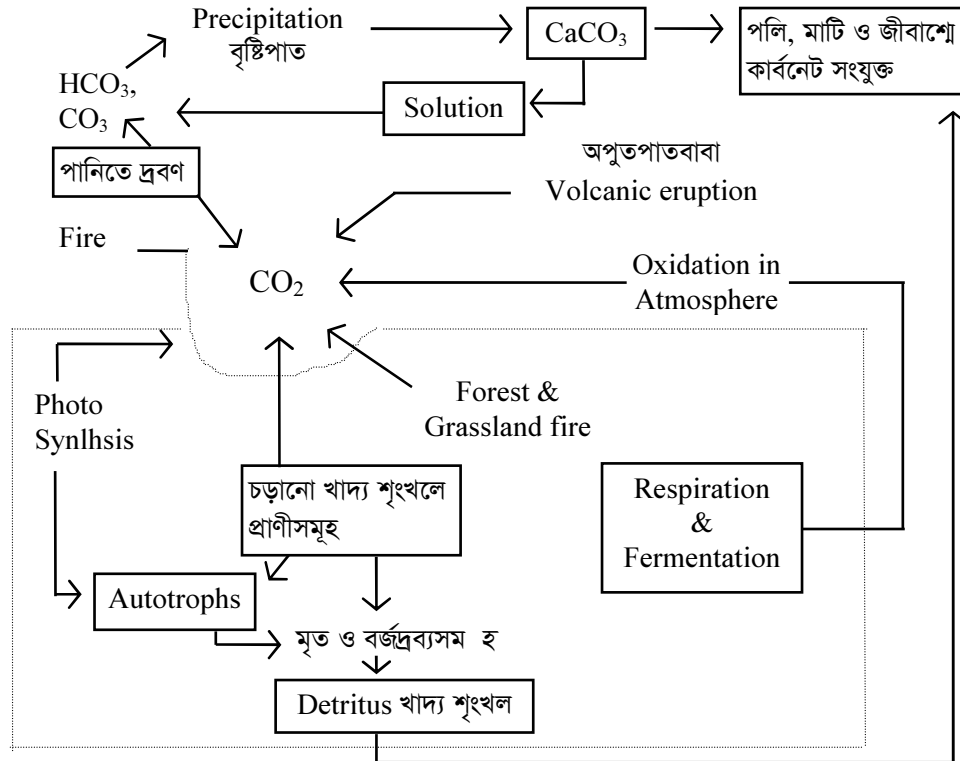 Precipitation
বৃষ্টিপাত
CaCO3
পলি, মাটি ও জীবাশ্মে
কার্বনেট সংযুক্ত
HCO3,
CO3
Solution
পানিতে দ্রবণ
অপুতপাতবাবা
Volcanic eruption
Fire
CO2
Oxidation in
Atmosphere
Photo
Synlhsis
Forest &
Grassland fire
চড়ানো খাদ্য শৃংখলে
প্রাণীসমূহ
Respiration
&
Fermentation
Autotrophs
মৃত ও বর্জদ্রব্যসম হ
Detritus খাদ্য শৃংখল